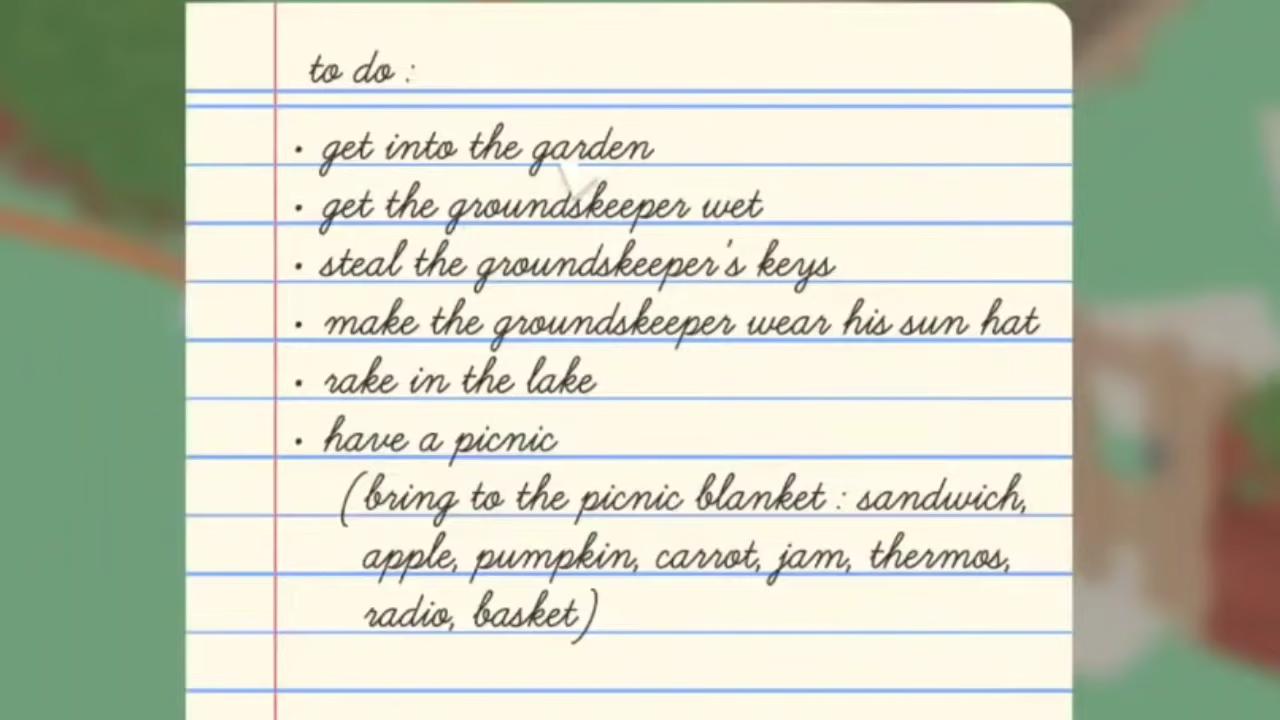 to do :
• get into the garden
• get the groundskeeper wet
• steal the groundskeeper's keys
• make the groundskeeper wear his sun hat
• rake in the lake
• have a picnic
(bring to the picnic blanket : sandwich,
apple, pumpkin, carrot, jam, thermos,
radio, basket)